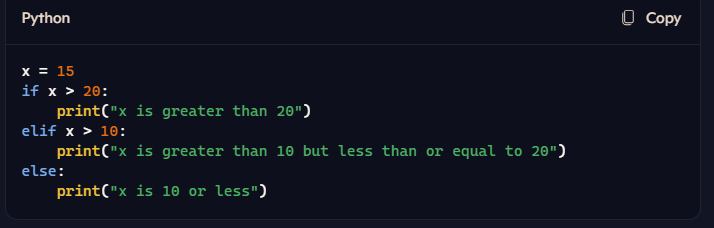 Python
Copy
x = 15
if x > 20:
    print("x is greater than 20")
elif x > 10:
    print("x is greater than 10 but less than or equal to 20")
else:
    print("x is 10 or less")